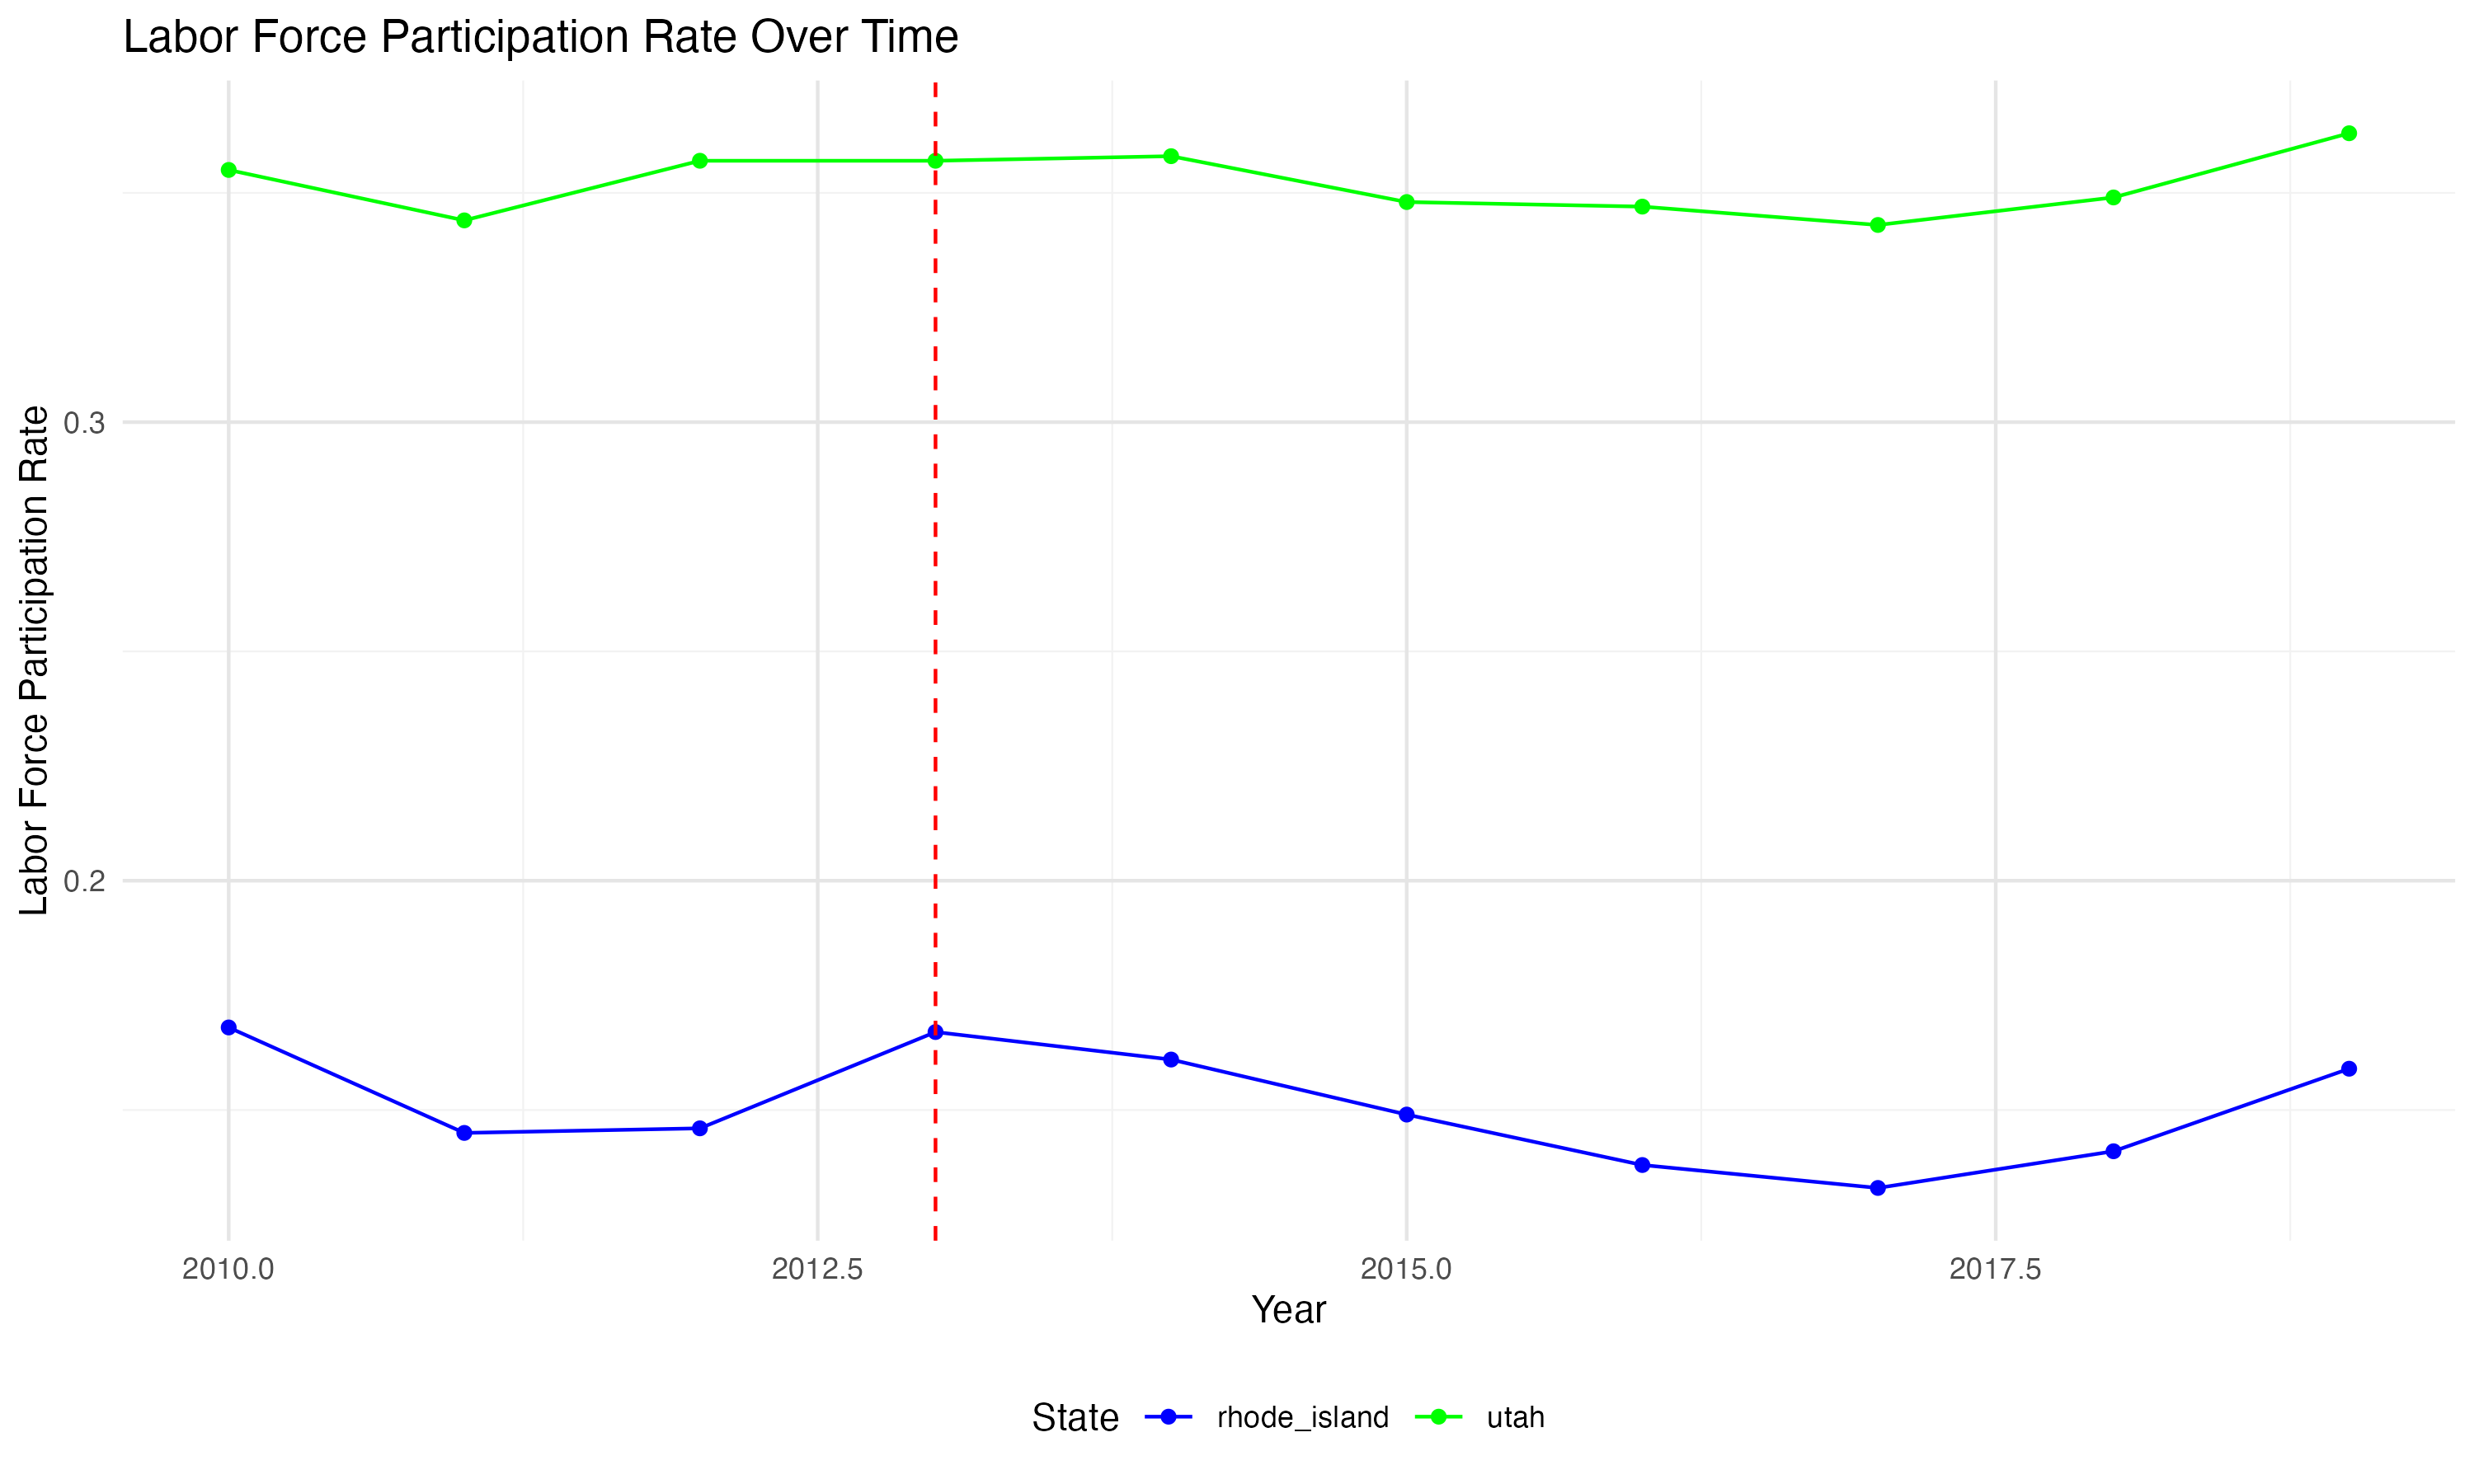 Labor Force Participation Rate Over Time
Labor Force Participation Rate
0.3
0.2
2010.0 2012.5 2015.0 2017.5
Year
State rhode_island utah